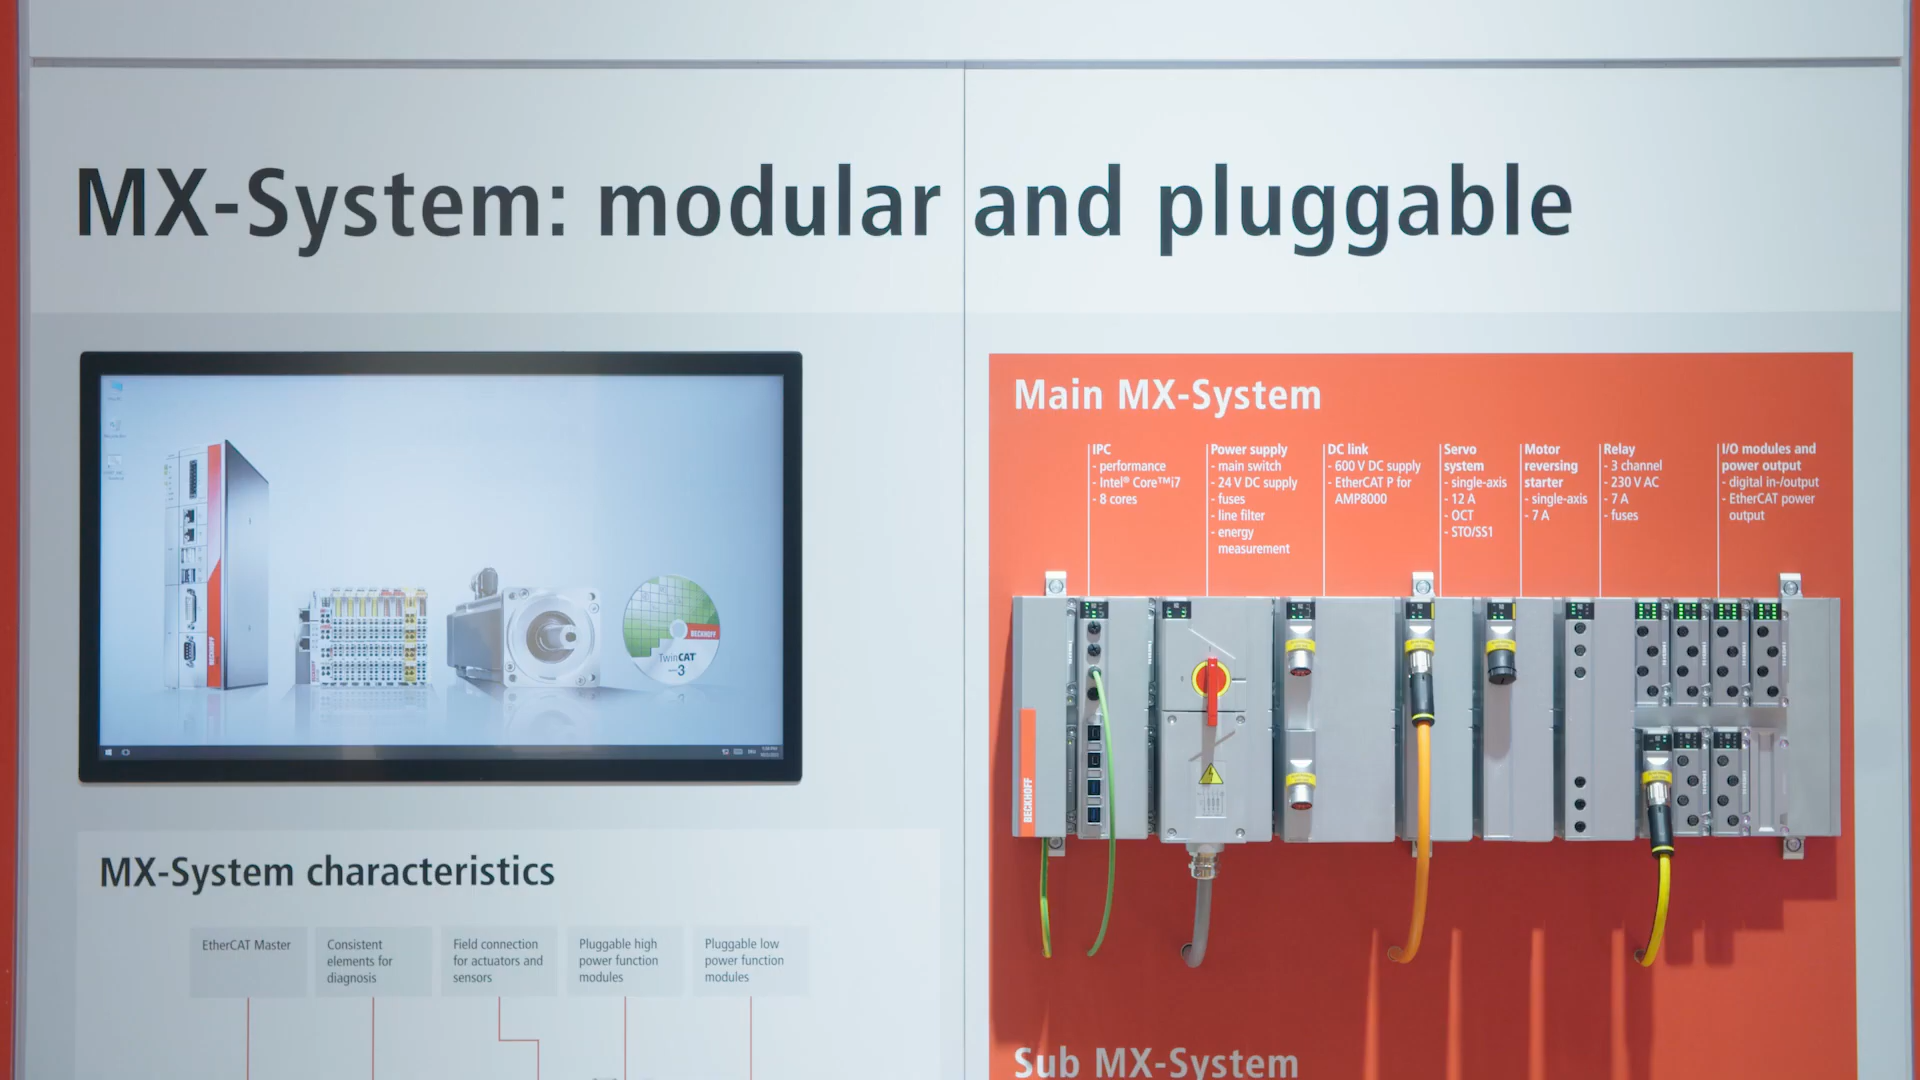 MX-System: modular and pluggable
BECKHOFF
BECKHOFF
TwinCAT
3
MX-System characteristics
EtherCAT Master
Consistent
elements for
diagnosis
Field connection
for actuators and
sensors
Pluggable high
power function
modules
Pluggable low
power function
modules
Main MX-System
IPC
- performance
- Intel® Core™i7
- 8 cores
Power supply
- main switch
- 24 V DC supply
- fuses
- line filter
- energy
measurement
DC link
- 600 V DC supply
- EtherCAT P for
AMP8000
Servo
system
- single-axis
- 12 A
- OCT
- STO/SS1
Motor
reversing
starter
- single-axis
- 7 A
Relay
- 3 channel
- 230 V AC
- 7 A
- fuses
I/O modules and
power output
- digital in-/output
- EtherCAT power
output
BECKHOFF
Sub MX-System